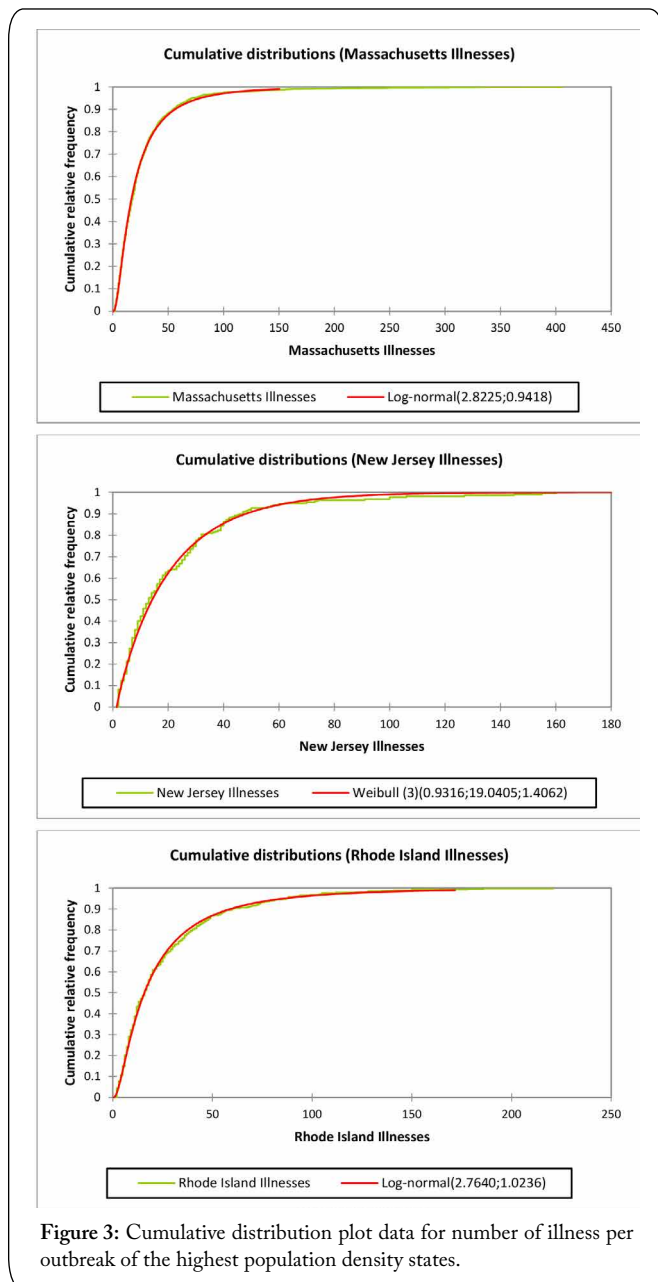 Cumulative distributions (Massachusetts Illnesses)
Cumulative relative frequency
1
0.9
0.8
0.7
0.6
0.5
0.4
0.3
0.2
0.1
0
0 50 100 150 200 250 300 350 400 450
Massachusetts Illnesses
Massachusetts Illnesses Log-normal(2.8225;0.9418)
Cumulative distributions (New Jersey Illnesses)
Cumulative relative frequency
1
0.9
0.8
0.7
0.6
0.5
0.4
0.3
0.2
0.1
0
0 20 40 60 80 100 120 140 160 180
New Jersey Illnesses
New Jersey Illnesses Weibull (3)(0.9316;19.0405;1.4062)
Cumulative distributions (Rhode Island Illnesses)
Cumulative relative frequency
1
0.9
0.8
0.7
0.6
0.5
0.4
0.3
0.2
0.1
0
0 50 100 150 200 250
Rhode Island Illnesses
Rhode Island Illnesses Log-normal(2.7640;1.0236)
Figure 3: Cumulative distribution plot data for number of illness per
outbreak of the highest population density states.